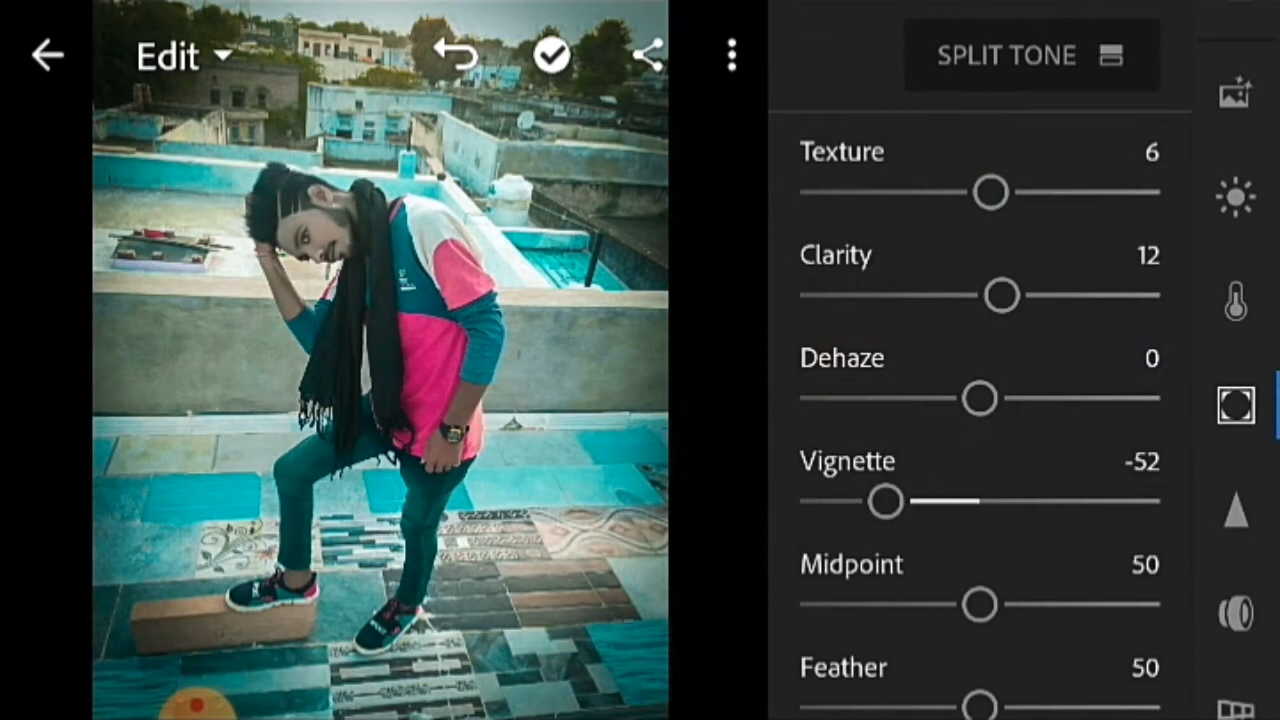 Edit
SPLIT TONE
Texture 6
Clarity 12
Dehaze 0
Vignette -52
Midpoint 50
Feather 50